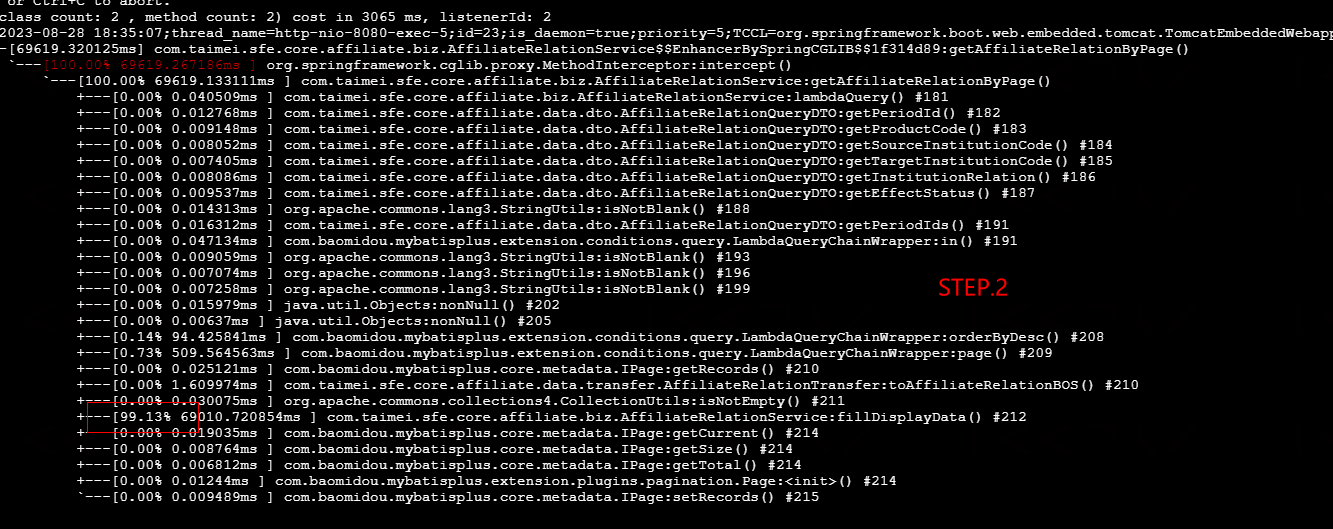 or Ctrl+C to abort.
class count: 2 , method count: 2) cost in 3065 ms, listenerId: 2
2023-08-28 18:35:07;thread_name=http-nio-8080-exec-5;id=23;is_daemon=true;priority=5;TCCL=org.springframework.boot.web.embedded.tomcat.TomcatEmbeddedWebapp
-[69619.320125ms] com.taimei.sfe.core.affiliate.biz.AffiliateRelationService$$EnhancerBySpringCGLIB$$1f314d89:getAffiliateRelationByPage()
`---[100.00% 69619.267186ms ] org.springframework.cglib.proxy.MethodInterceptor:intercept()
`---[100.00% 69619.133111ms ] com.taimei.sfe.core.affiliate.biz.AffiliateRelationService:getAffiliateRelationByPage()
+---[0.00% 0.040509ms ] com.taimei.sfe.core.affiliate.biz.AffiliateRelationService:lambdaQuery() #181
+---[0.00% 0.012768ms ] com.taimei.sfe.core.affiliate.data.dto.AffiliateRelationQueryDTO:getPeriodId() #182
+---[0.00% 0.009148ms ] com.taimei.sfe.core.affiliate.data.dto.AffiliateRelationQueryDTO:getProductCode() #183
+---[0.00% 0.008052ms ] com.taimei.sfe.core.affiliate.data.dto.AffiliateRelationQueryDTO:getSourceInstitutionCode() #184
+---[0.00% 0.007405ms ] com.taimei.sfe.core.affiliate.data.dto.AffiliateRelationQueryDTO:getTargetInstitutionCode() #185
+---[0.00% 0.008086ms ] com.taimei.sfe.core.affiliate.data.dto.AffiliateRelationQueryDTO:getInstitutionRelation() #186
+---[0.00% 0.009537ms ] com.taimei.sfe.core.affiliate.data.dto.AffiliateRelationQueryDTO:getEffectStatus() #187
+---[0.00% 0.014313ms ] org.apache.commons.lang3.StringUtils:isNotBlank() #188
+---[0.00% 0.016312ms ] com.taimei.sfe.core.affiliate.data.dto.AffiliateRelationQueryDTO:getPeriodIds() #191
+---[0.00% 0.047134ms ] com.baomidou.mybatisplus.extension.conditions.query.LambdaQueryChainWrapper:in() #191
+---[0.00% 0.009059ms ] org.apache.commons.lang3.StringUtils:isNotBlank() #193
+---[0.00% 0.007074ms ] org.apache.commons.lang3.StringUtils:isNotBlank() #196
+---[0.00% 0.007258ms ] org.apache.commons.lang3.StringUtils:isNotBlank() #199
STEP.2
+---[0.00% 0.015979ms ] java.util.Objects:nonNull() #202
+---[0.00% 0.00637ms ] java.util.Objects:nonNull() #205
+---[0.14% 94.425841ms ] com.baomidou.mybatisplus.extension.conditions.query.LambdaQueryChainWrapper:orderByDesc() #208
+---[0.73% 509.564563ms ] com.baomidou.mybatisplus.extension.conditions.query.LambdaQueryChainWrapper:page() #209
+---[0.00% 0.025121ms ] com.baomidou.mybatisplus.core.metadata.IPage:getRecords() #210
+---[0.00% 1.609974ms ] com.taimei.sfe.core.affiliate.data.transfer.AffiliateRelationTransfer:toAffiliateRelationBOS() #210
+---[0.00% 0.030075ms ] org.apache.commons.collections4.CollectionUtils:isNotEmpty() #211
+---[99.13% 69010.720854ms ] com.taimei.sfe.core.affiliate.biz.AffiliateRelationService:fillDisplayData() #212
+---[0.00% 0.019035ms ] com.baomidou.mybatisplus.core.metadata.IPage:getCurrent() #214
+---[0.00% 0.008764ms ] com.baomidou.mybatisplus.core.metadata.IPage:getSize() #214
+---[0.00% 0.006812ms ] com.baomidou.mybatisplus.core.metadata.IPage:getTotal() #214
+---[0.00% 0.01244ms ] com.baomidou.mybatisplus.extension.plugins.pagination.Page:<init>() #214
`---[0.00% 0.009489ms ] com.baomidou.mybatisplus.core.metadata.IPage:setRecords() #215